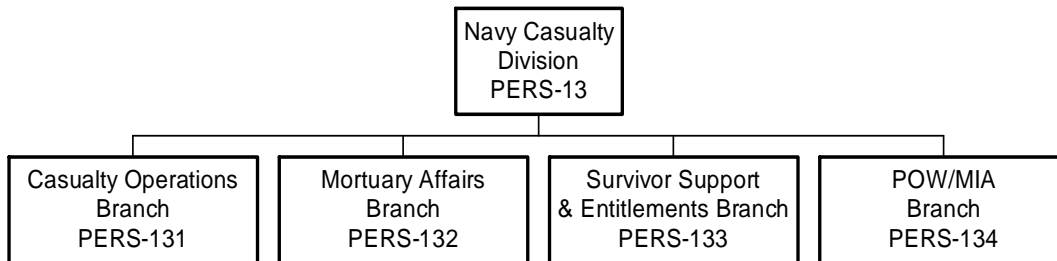 Navy Casualty
Division
PERS-13
Casualty Operations
Branch
PERS-131
Mortuary Affairs
Branch
PERS-132
Survivor Support
& Entitlements Branch
PERS-133
POW/MIA
Branch
PERS-134